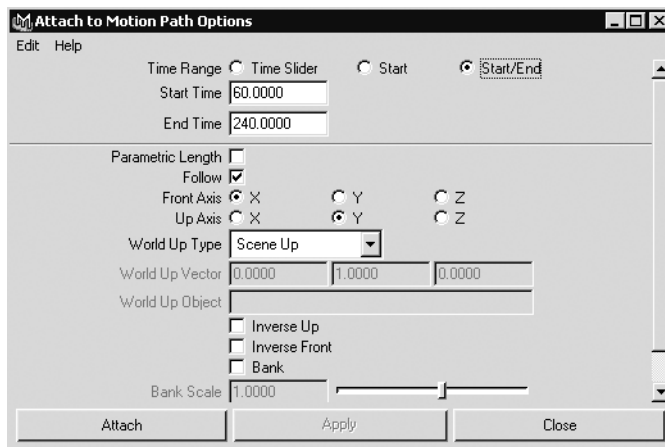 Attach to Motion Path Options
Edit Help
Time Range Time Slider Start Start/End
Start Time 60.0000
End Time 240.0000
Parametric Length
Follow
Front Axis X Y Z
Up Axis X Y Z
World Up Type Scene Up
World Up Vector 0.0000 1.0000 0.0000
World Up Object
Inverse Up
Inverse Front
Bank
Bank Scale 1.0000
Attach Apply Close